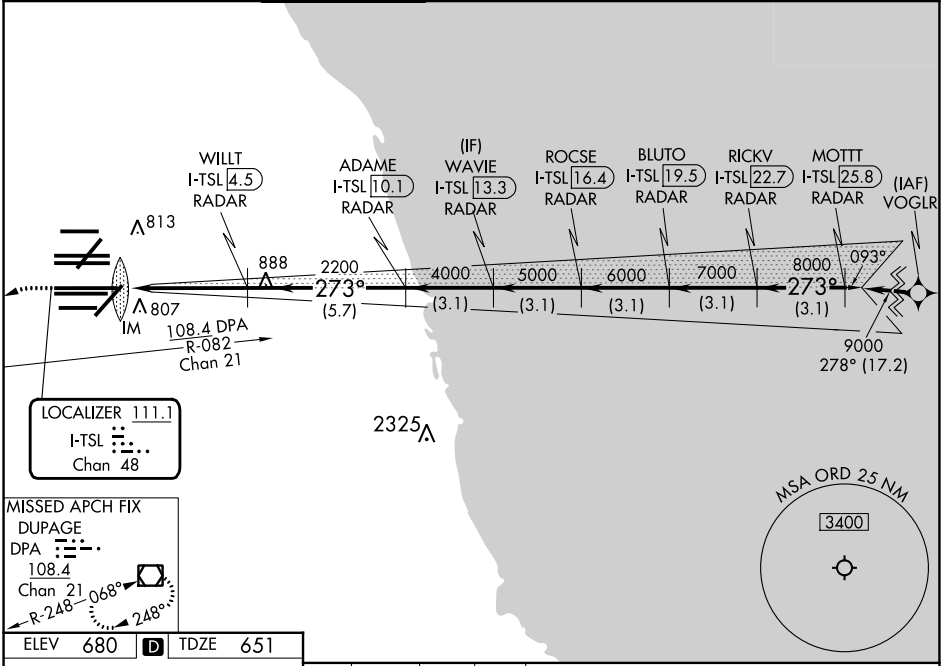 WILLT
I-TSL 4.5
RADAR
ADAME
I-TSL 10.1
RADAR
(IF)
WAVIE
I-TSL 13.3
RADAR
ROCSE
I-TSL 16.4
RADAR
BLUTO
I-TSL 19.5
RADAR
RICKV
I-TSL 22.7
RADAR
MOTTT
I-TSL 25.8
RADAR
(IAF)
VOGLR
813
888
2200
4000
5000
6000
7000
8000
093°
273°
273°
807
IM
(5.7)
(3.1)
(3.1)
(3.1)
(3.1)
(3.1)
108.4 DPA
R-082
Chan 21
9000
278° (17.2)
LOCALIZER 111.1
I-TSL
Chan 48
2325
MISSED APCH FIX
DUPAGE
DPA
108.4
Chan 21
R-248
068°
248°
MSA ORD 25 NM
3400
ELEV 680 D TDZE 651